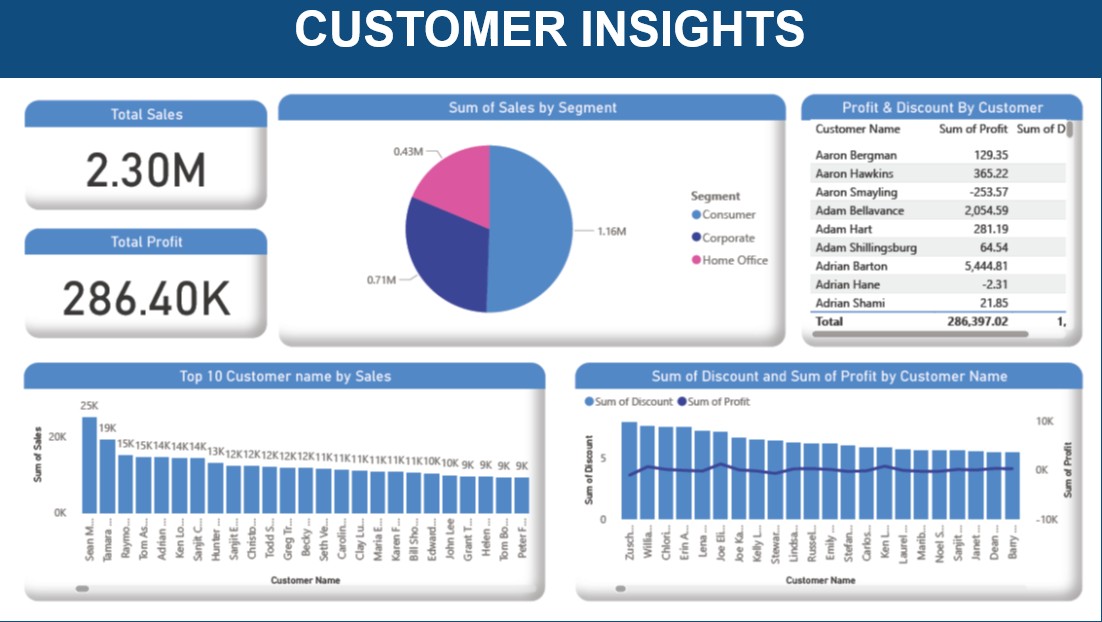 CUSTOMER INSIGHTS
Total Sales
2.30M
Total Profit
286.40K
Sum of Sales by Segment
0.43M
1.16M
0.71M
Segment
Consumer
Corporate
Home Office
Profit & Discount By Customer
Customer Name Sum of Profit Sum of D
Aaron Bergman 129.35
Aaron Hawkins 365.22
Aaron Smayling -253.57
Adam Bellavance 2,054.59
Adam Hart 281.19
Adam Shillingsburg 64.54
Adrian Barton 5,444.81
Adrian Hane -2.31
Adrian Shami 21.85
Total 286,397.02 1,
Top 10 Customer name by Sales
Sum of Sales
20K
0K
25K 19K 15K 15K 14K 14K 14K 13K 12K 12K 12K 12K 12K 11K 11K 11K 11K 11K 10K 10K 9K 9K 9K 9K
Sean M...
Tamara ...
Raymo...
Tom As...
Adrian ...
Ken Lo...
Sanjit C...
Hunter ...
Sanjit E...
Christo...
Todd S...
Greg Tr...
Becky ...
Seth Ve...
Carolin...
Clay Lu...
Maria E...
Karen F...
Bill Sho...
Edward...
John Lee
Grant T...
Helen ...
Tom Bo...
Peter F...
Customer Name
Sum of Discount and Sum of Profit by Customer Name
Sum of Discount Sum of Profit
Sum of Discount
5
0
10K
0K
-10K
Sum of Profit
Zusch...
Willia...
Chlori...
Erin A...
Lena ...
Joe Eli...
Joe Ka...
Kelly L...
Stewar...
Lindsa...
Russel...
Emily ...
Stefan...
Carlos...
Ken L...
Laurel ...
Marib...
Noel S...
Sanjit ...
Janet ...
Dean ...
Barry ...
Customer Name